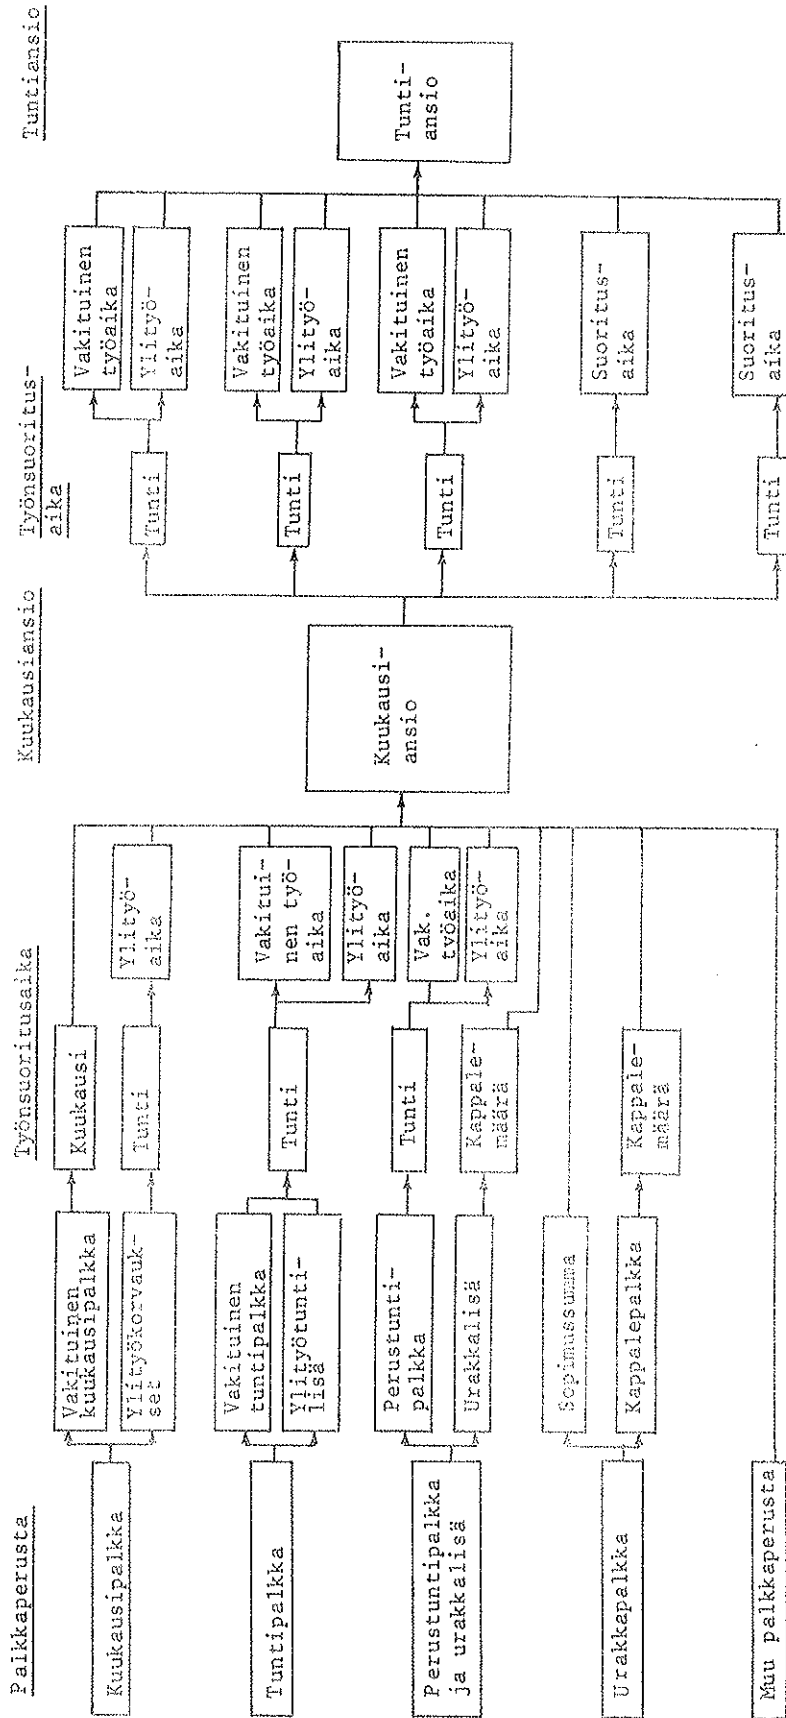 Palkkaperusta
Työnsuoritusaika
Kuukausiansio
Työnsuoritus-
aika
Tuntiansio
Kuukausipalkka
Vakituinen
kuukausipalkka
Kuukausi
Ylityökorvauk-
set
Tunti
Ylityö-
aika
Tuntipalkka
Vakituinen
tuntipalkka
Ylityötunti-
lisä
Tunti
Vakitui-
nen työ-
aika
Ylityö-
aika
Perustuntipalkka
ja urakkalisä
Perustunti-
palkka
Tunti
Vak.
työaika
Ylityö-
aika
Urakkalisä
Kappale-
määrä
Urakkapalkka
Sopimussumma
Kappalepalkka
Kappale-
määrä
Muu palkkaperusta
Kuukausi-
ansio
Tunti
Vakituinen
työaika
Ylityö-
aika
Tunti
Vakituinen
työaika
Ylityö-
aika
Tunti
Vakituinen
työaika
Ylityö-
aika
Tunti
Suoritus-
aika
Tunti
Suoritus-
aika
Tunti-
ansio